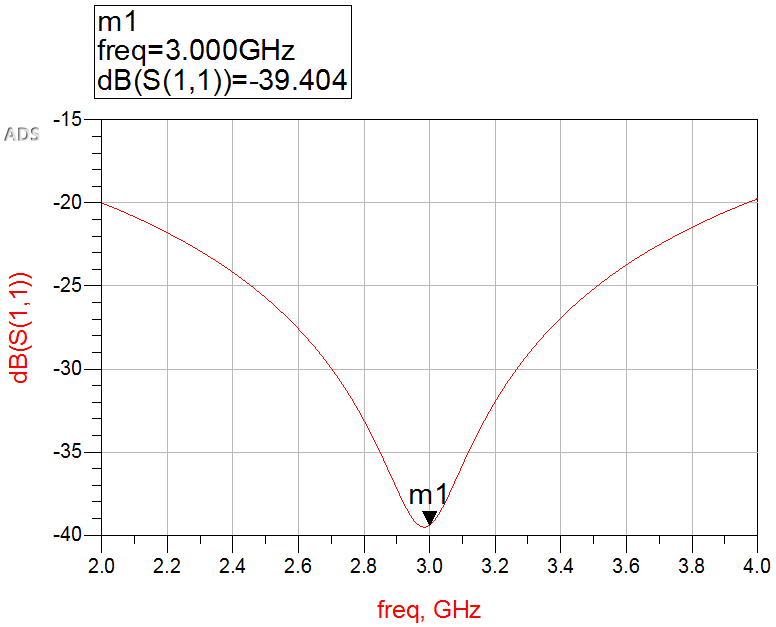 m1
freq=3.000GHz
dB(S(1,1))=-39.404
ADS
-15
-20
-25
-30
-35
-40
dB(S(1,1))
m1
2.0 2.2 2.4 2.6 2.8 3.0 3.2 3.4 3.6 3.8 4.0
freq, GHz